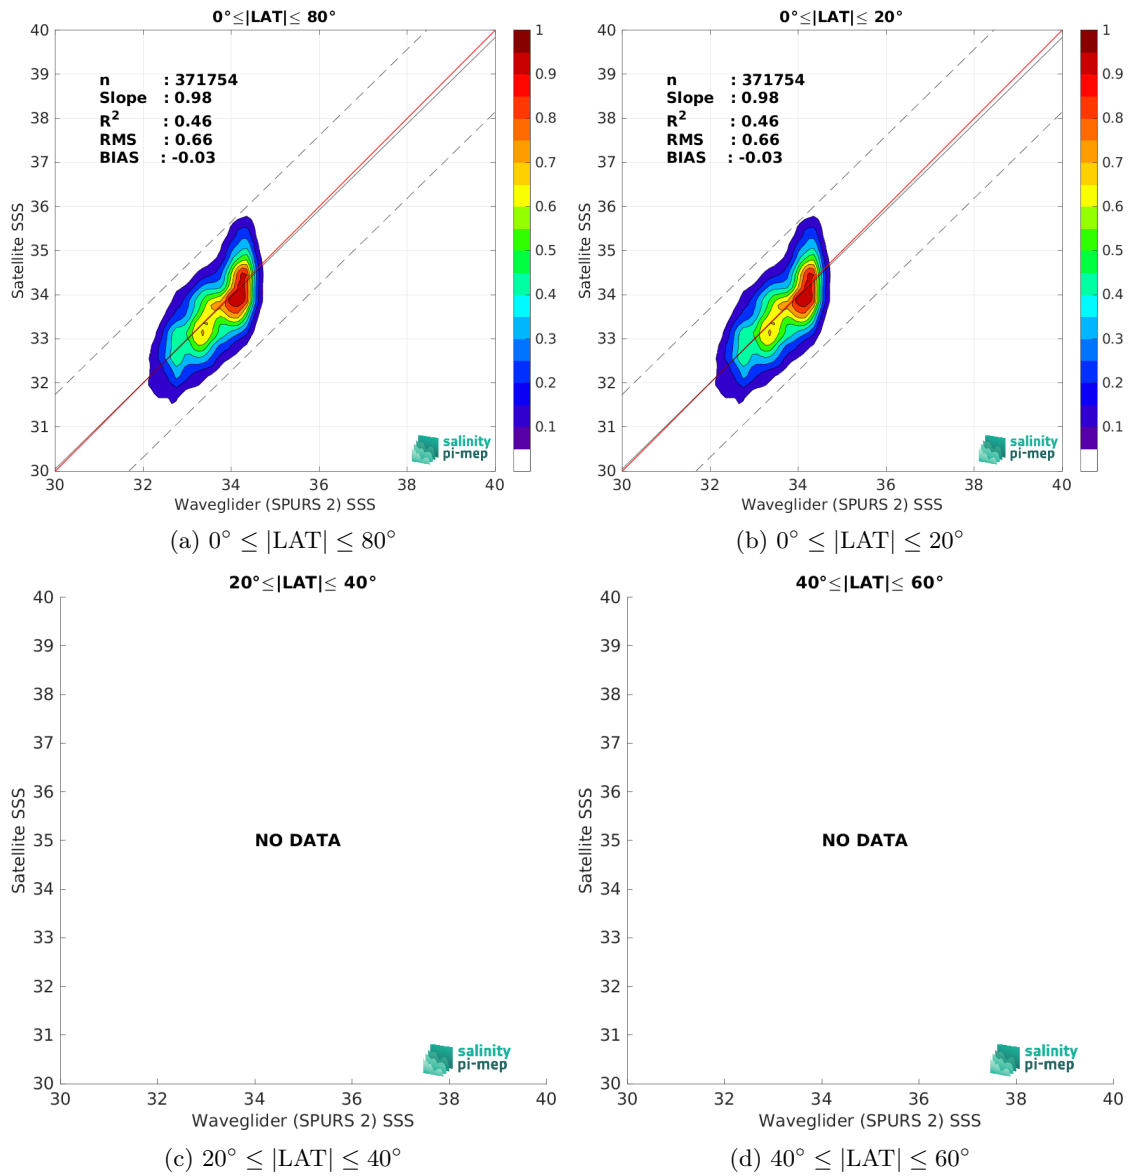 0°≤|LAT|≤ 80°
40
39
38
37
36
35
34
33
32
31
30
Satellite SSS
n : 371754
Slope : 0.98
R2 : 0.46
RMS : 0.66
BIAS : -0.03
salinity
pi-mep
30 32 34 36 38 40
Waveglider (SPURS 2) SSS
1
0.9
0.8
0.7
0.6
0.5
0.4
0.3
0.2
0.1
(a) 0° ≤ |LAT| ≤ 80°
0°≤|LAT|≤ 20°
40
39
38
37
36
35
34
33
32
31
30
Satellite SSS
n : 371754
Slope : 0.98
R2 : 0.46
RMS : 0.66
BIAS : -0.03
salinity
pi-mep
30 32 34 36 38 40
Waveglider (SPURS 2) SSS
1
0.9
0.8
0.7
0.6
0.5
0.4
0.3
0.2
0.1
(b) 0° ≤ |LAT| ≤ 20°
20°≤|LAT|≤ 40°
40
39
38
37
36
35
34
33
32
31
30
Satellite SSS
NO DATA
salinity
pi-mep
30 32 34 36 38 40
Waveglider (SPURS 2) SSS
(c) 20° ≤ |LAT| ≤ 40°
40°≤|LAT|≤ 60°
40
39
38
37
36
35
34
33
32
31
30
Satellite SSS
NO DATA
salinity
pi-mep
30 32 34 36 38 40
Waveglider (SPURS 2) SSS
(d) 40° ≤ |LAT| ≤ 60°